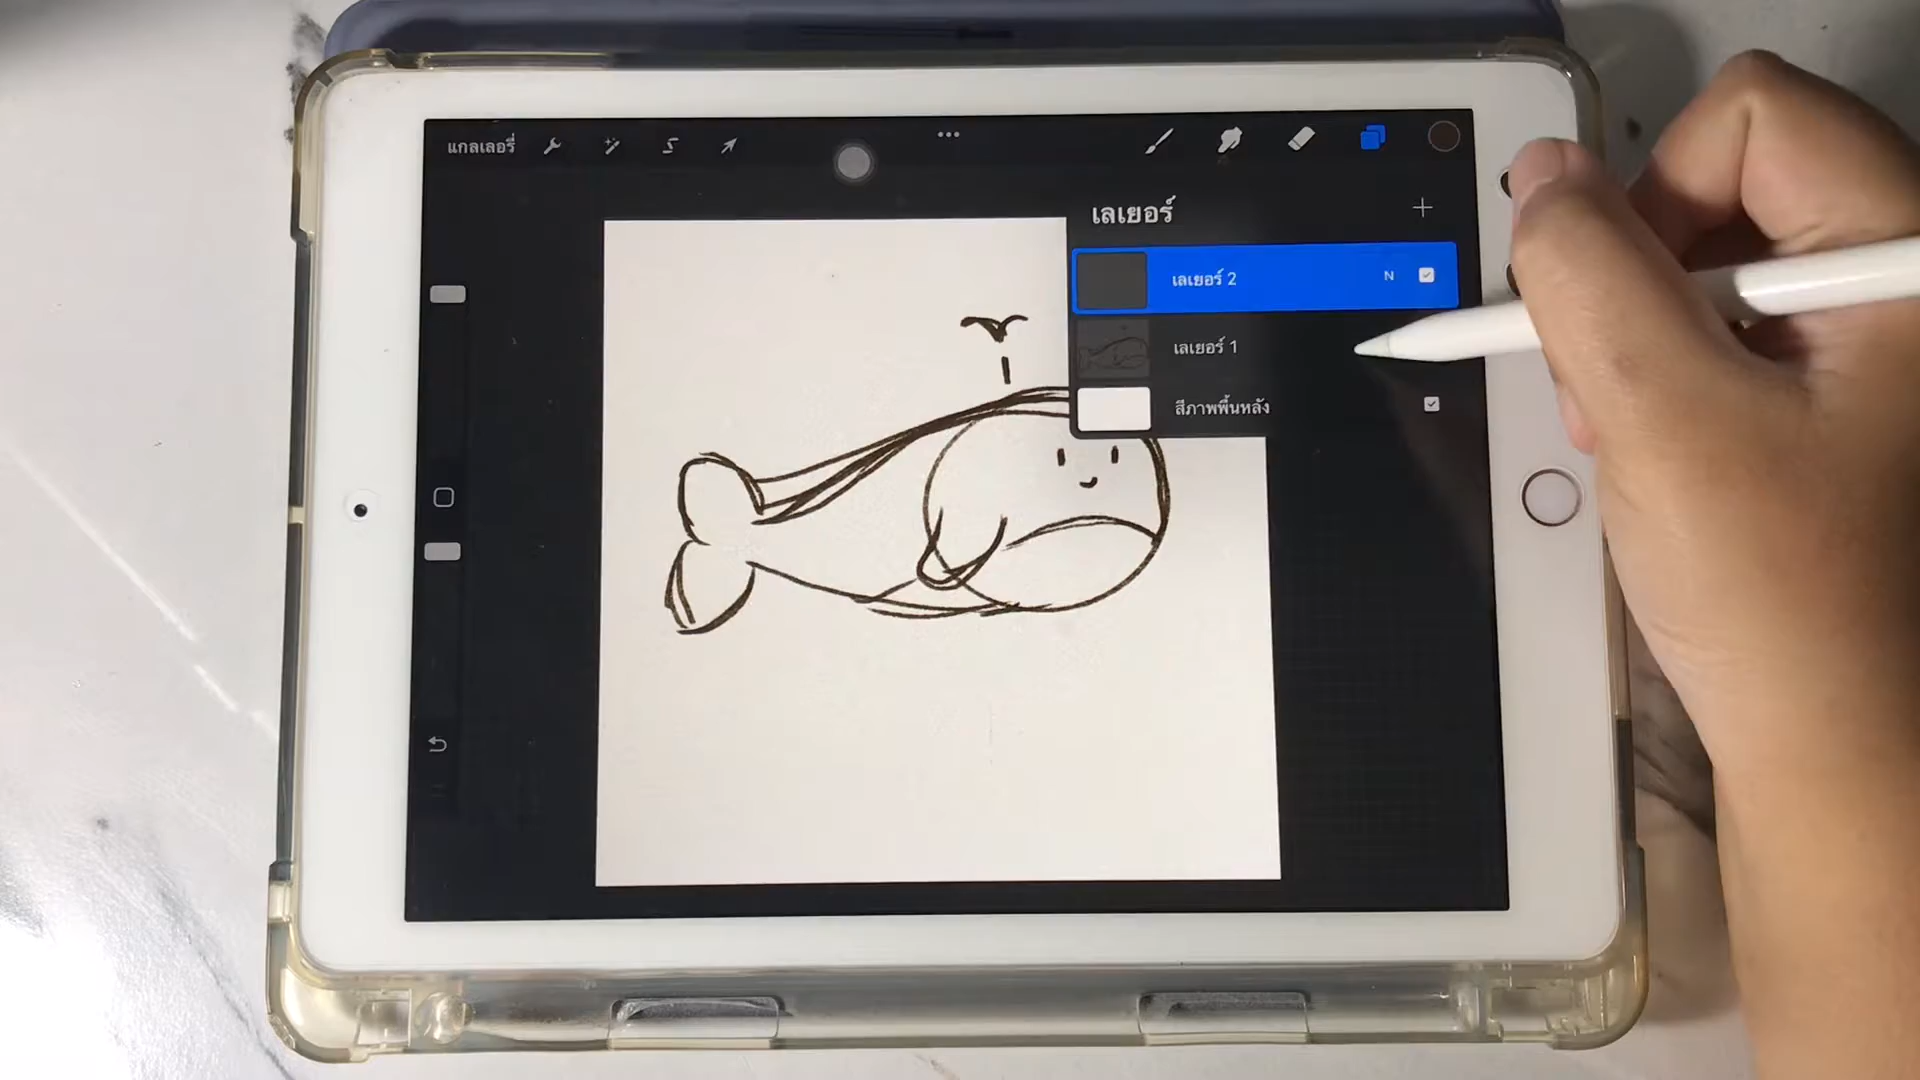 แกลเลอรี่
เลเยอร์
เลเยอร์ 2 N
เลเยอร์ 1
สีภาพพื้นหลัง